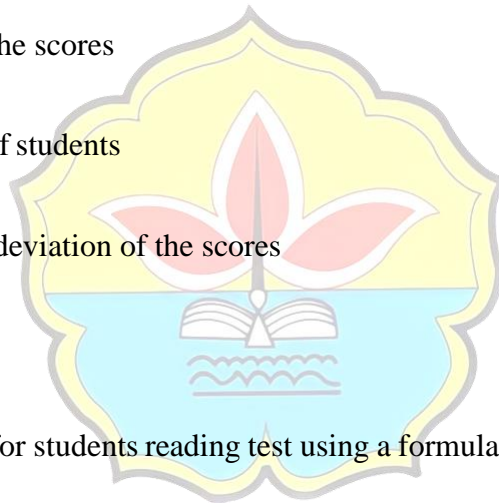 he scores
f students
deviation of the scores
for students reading test using a formula